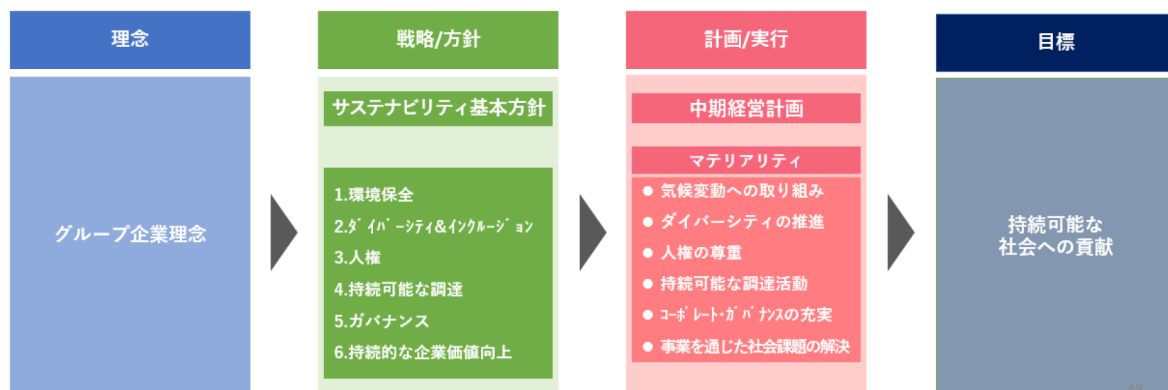 理念
グループ企業理念
戦略/方針
サステナビリティ基本方針
1.環境保全
2.ﾀﾞｲﾊﾞｰｼﾃｨ&ｲﾝｸﾙｰｼﾞｮﾝ
3.人権
4.持続可能な調達
5.ガバナンス
6.持続的な企業価値向上
計画/実行
中期経営計画
マテリアリティ
● 気候変動への取り組み
● ダイバーシティの推進
● 人権の尊重
● 持続可能な調達活動
● ｺｰﾎﾟﾚｰﾄ･ｶﾞﾊﾞﾅﾝｽの充実
● 事業を通じた社会課題の解決
目標
持続可能な
社会への貢献